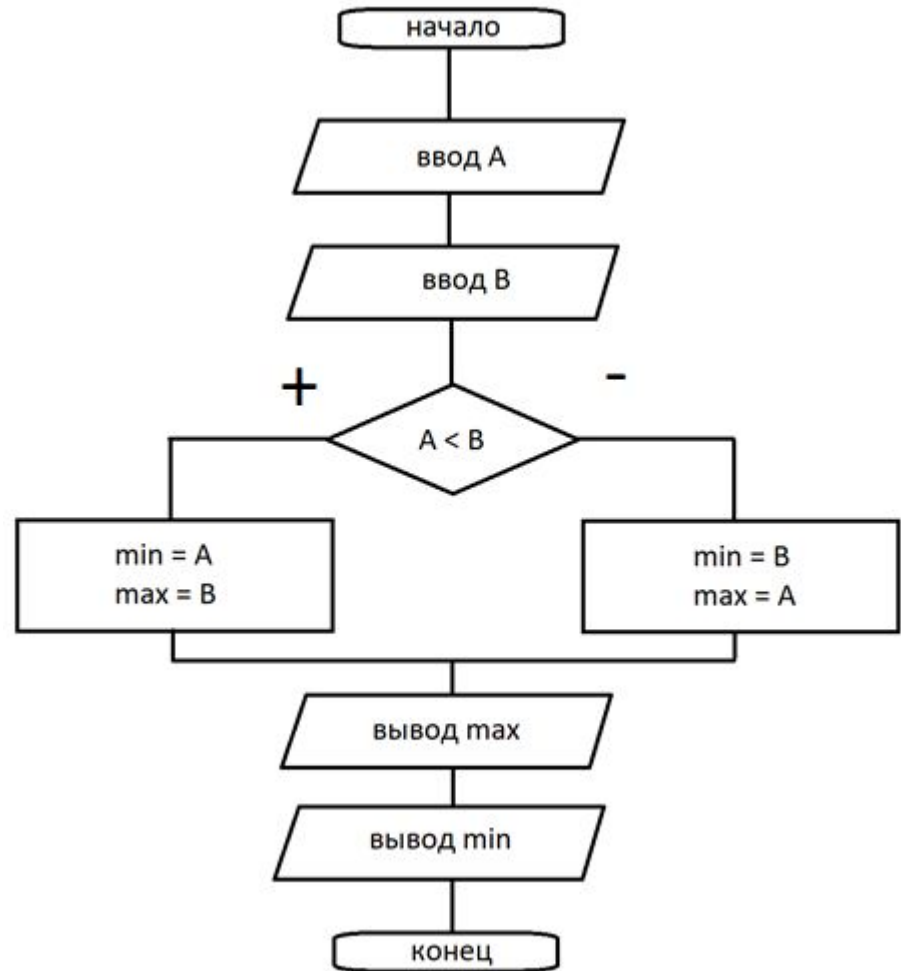 начало
ввод A
ввод B
+
-
A < B
min = A
max = B
min = B
max = A
вывод max
вывод min
конец